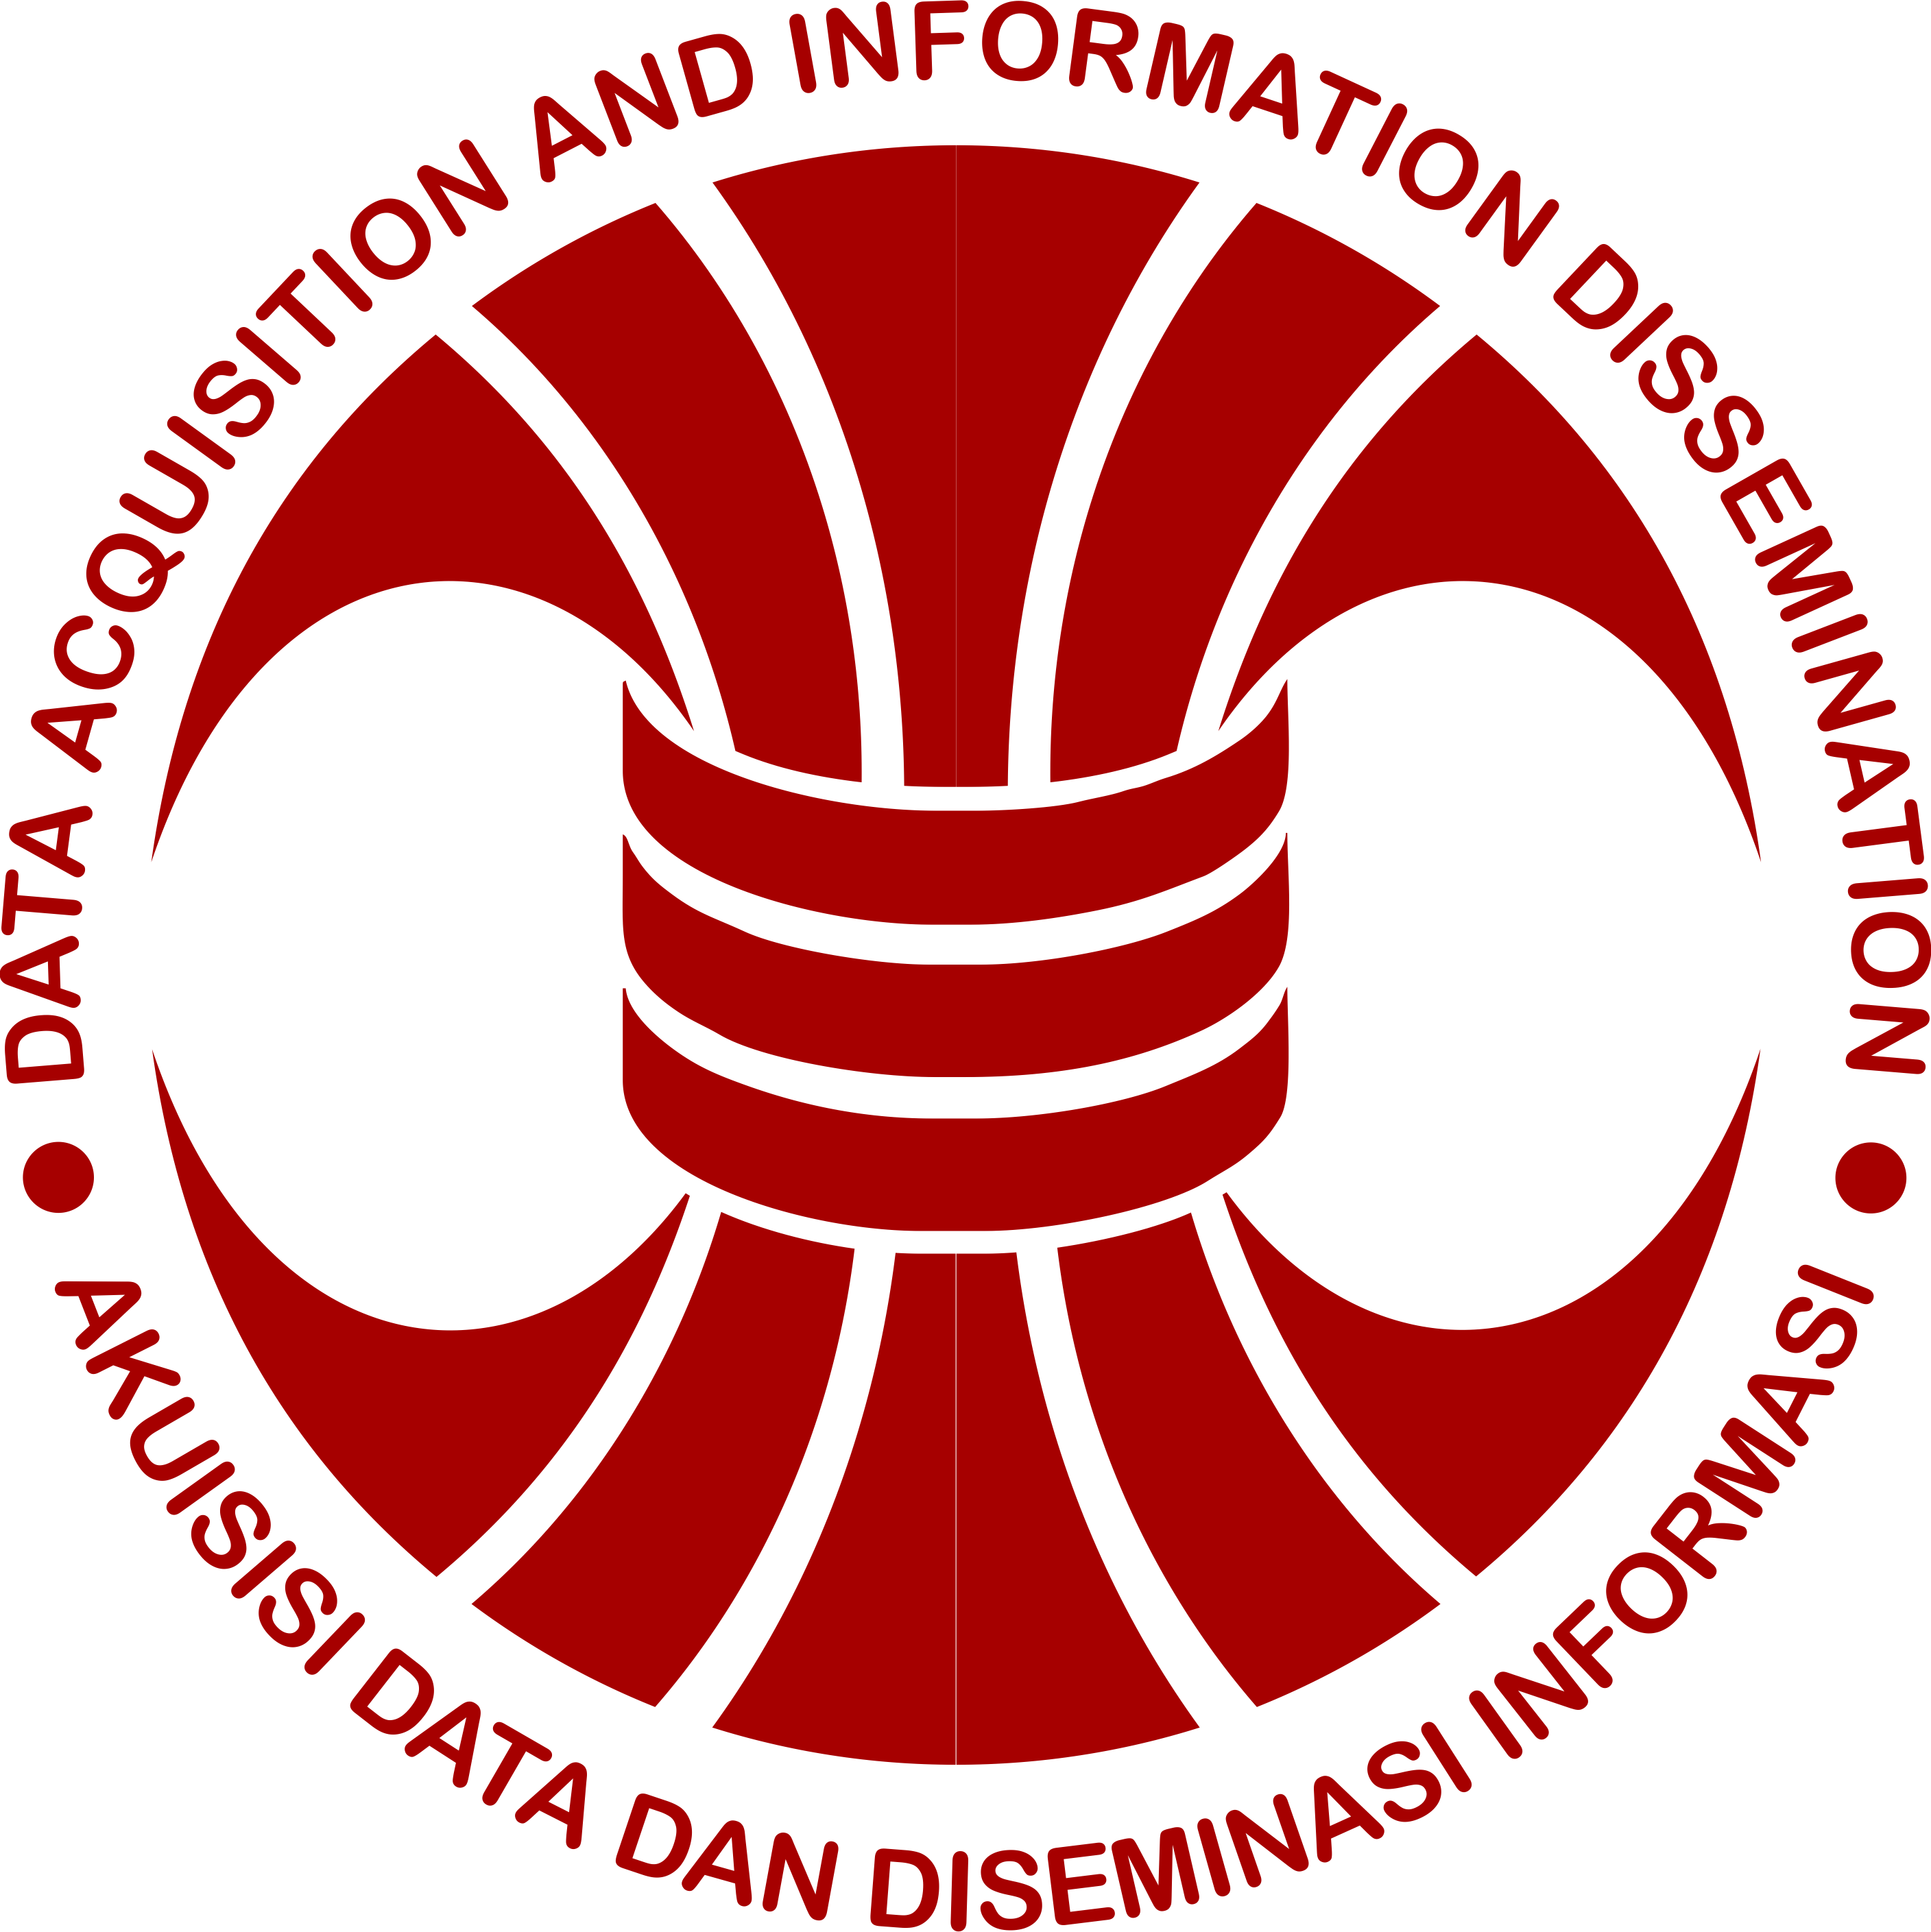 DATA ACQUISITION AND INFORMATION DISSEMINATION
AKUISISI DATA DAN DISEMINASI INFORMASI